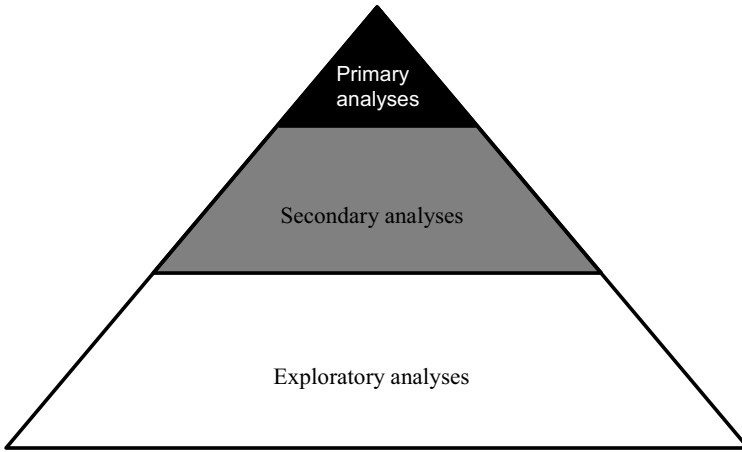 Primary
analyses
Secondary analyses
Exploratory analyses